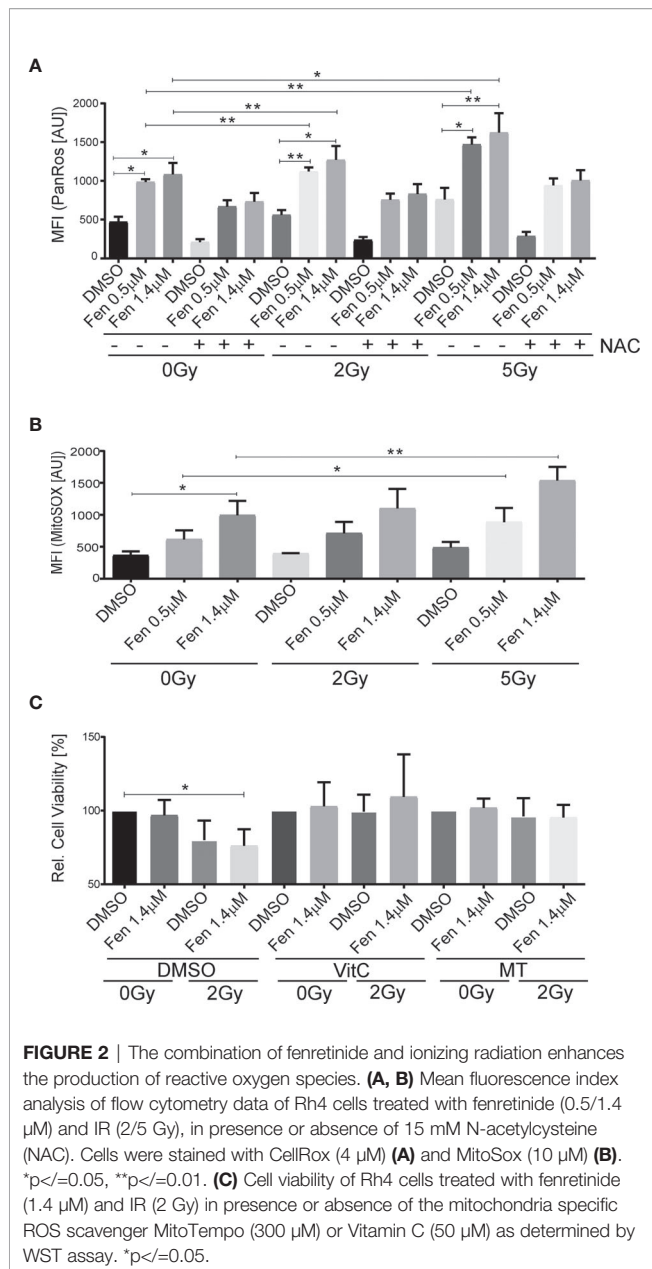 A
* 
** 
** 
** 
* * **
* ** *
MFI (PanRos [AU])
2000
1500
1000
500
0
DMSO Fen 0.5µM Fen 1.4µM DMSO Fen 0.5µM Fen 1.4µM DMSO Fen 0.5µM Fen 1.4µM DMSO Fen 0.5µM Fen 1.4µM DMSO Fen 0.5µM Fen 1.4µM DMSO Fen 0.5µM Fen 1.4µM
- - - + + + - - - + + + - - - + + + NAC
0Gy 2Gy 5Gy
B
MFI (MitoSOX [AU])
2000
1500
1000
500
0
**
*
*
DMSO Fen 0.5µM Fen 1.4µM DMSO Fen 0.5µM Fen 1.4µM DMSO Fen 0.5µM Fen 1.4µM
0Gy 2Gy 5Gy
C
Rel. Cell Viability [%]
150
100
50
*
DMSO Fen 1.4µM DMSO Fen 1.4µM DMSO Fen 1.4µM DMSO Fen 1.4µM DMSO Fen 1.4µM DMSO Fen 1.4µM
DMSO VitC MT
0Gy 2Gy 0Gy 2Gy 0Gy 2Gy
FIGURE 2 | The combination of fenretinide and ionizing radiation enhances
the production of reactive oxygen species. (A, B) Mean fluorescence index
analysis of flow cytometry data of Rh4 cells treated with fenretinide (0.5/1.4
µM) and IR (2/5 Gy), in presence or absence of 15 mM N-acetylcysteine
(NAC). Cells were stained with CellRox (4 µM) (A) and MitoSox (10 µM) (B).
*p</=0.05, **p</=0.01. (C) Cell viability of Rh4 cells treated with fenretinide
(1.4 µM) and IR (2 Gy) in presence or absence of the mitochondria specific
ROS scavenger MitoTempo (300 µM) or Vitamin C (50 µM) as determined by
WST assay. *p</=0.05.